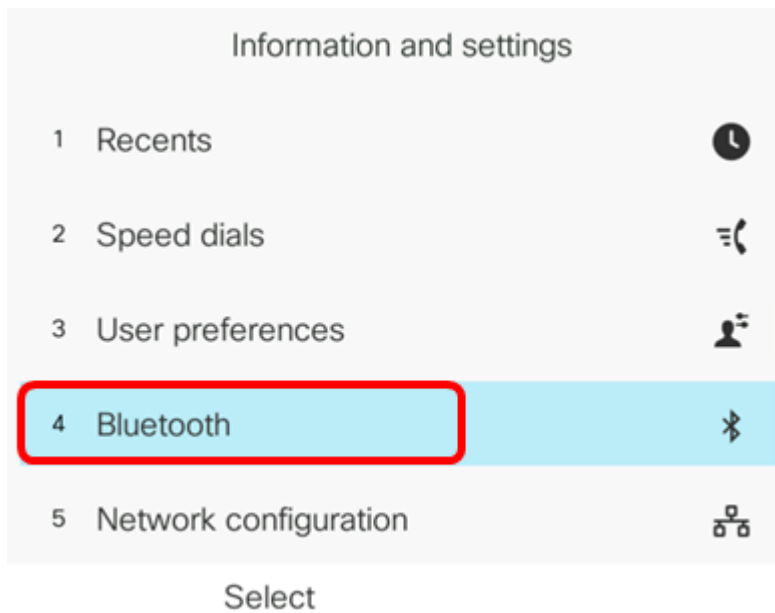 Information and settings
1 Recents
2 Speed dials
3 User preferences
4 Bluetooth
5 Network configuration
Select